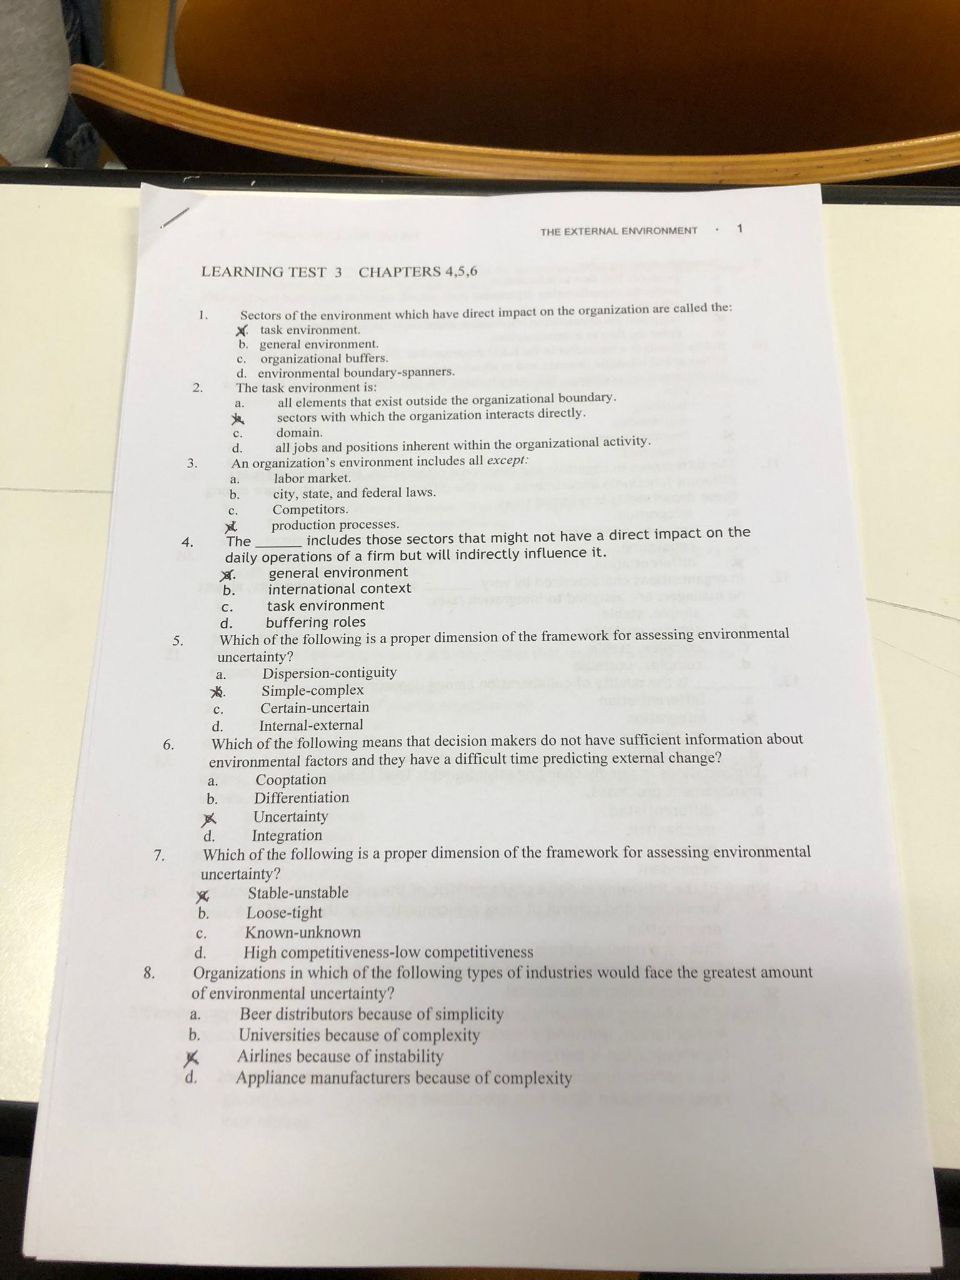 THE EXTERNAL ENVIRONMENT · 1
LEARNING TEST 3 CHAPTERS 4,5,6
1. Sectors of the environment which have direct impact on the organization are called the:
task environment.
b. general environment.
c. organizational buffers.
d. environmental boundary-spanners.
2. The task environment is:
a. all elements that exist outside the organizational boundary.
sectors with which the organization interacts directly.
c. domain.
d. all jobs and positions inherent within the organizational activity.
3. An organization's environment includes all except:
a. labor market.
b. city, state, and federal laws.
c. Competitors.
production processes.
4. The ______ includes those sectors that might not have a direct impact on the
daily operations of a firm but will indirectly influence it.
general environment
b. international context
c. task environment
d. buffering roles
5. Which of the following is a proper dimension of the framework for assessing environmental
uncertainty?
a. Dispersion-contiguity
Simple-complex
c. Certain-uncertain
d. Internal-external
6. Which of the following means that decision makers do not have sufficient information about
environmental factors and they have a difficult time predicting external change?
a. Cooptation
b. Differentiation
Uncertainty
d. Integration
7. Which of the following is a proper dimension of the framework for assessing environmental
uncertainty?
Stable-unstable
b. Loose-tight
c. Known-unknown
d. High competitiveness-low competitiveness
8. Organizations in which of the following types of industries would face the greatest amount
of environmental uncertainty?
a. Beer distributors because of simplicity
b. Universities because of complexity
Airlines because of instability
d. Appliance manufacturers because of complexity